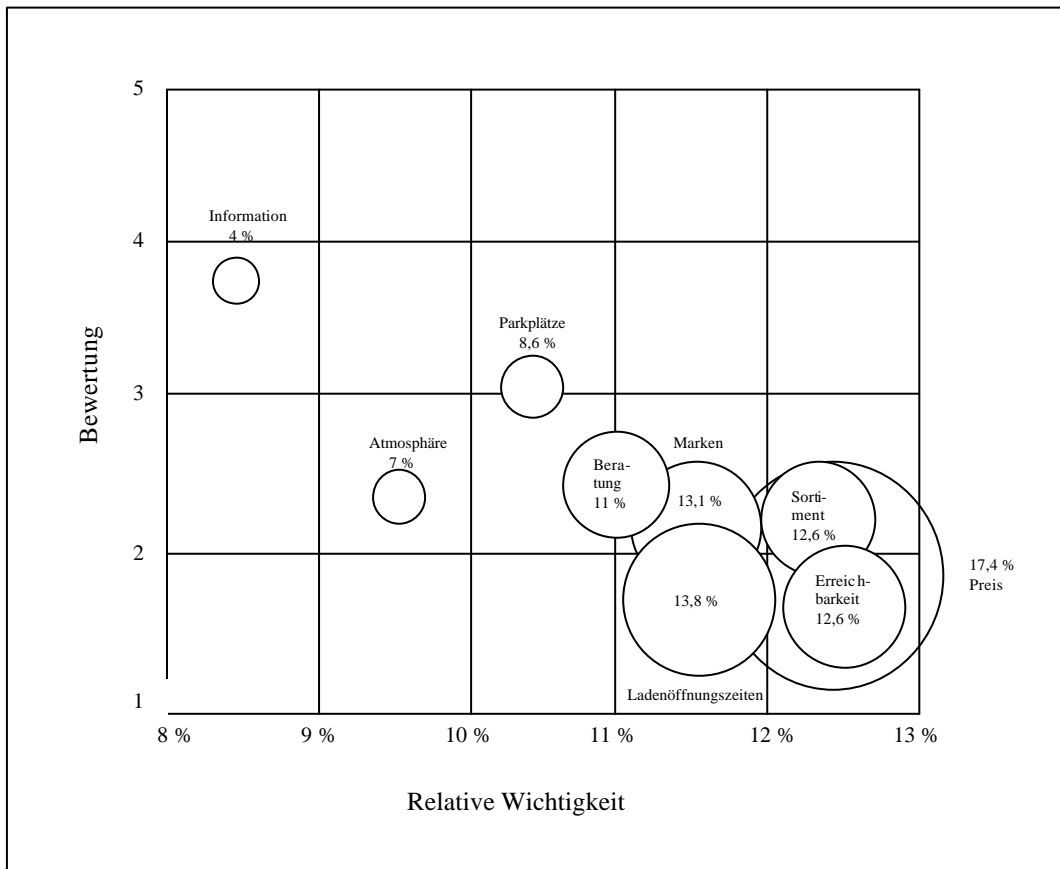 5
Information
4 %
4
Parkplätze
8,6 %
Bewertung
3
Atmosphäre
7 %
Marken
Bera-
tung
11 %
13,1 %
Sorti-
ment
12,6 %
2
17,4 %
Preis
Erreich-
barkeit
12,6 %
13,8 %
Ladenöffnungszeiten
1
8 %
9 %
10 %
11 %
12 %
13 %
Relative Wichtigkeit